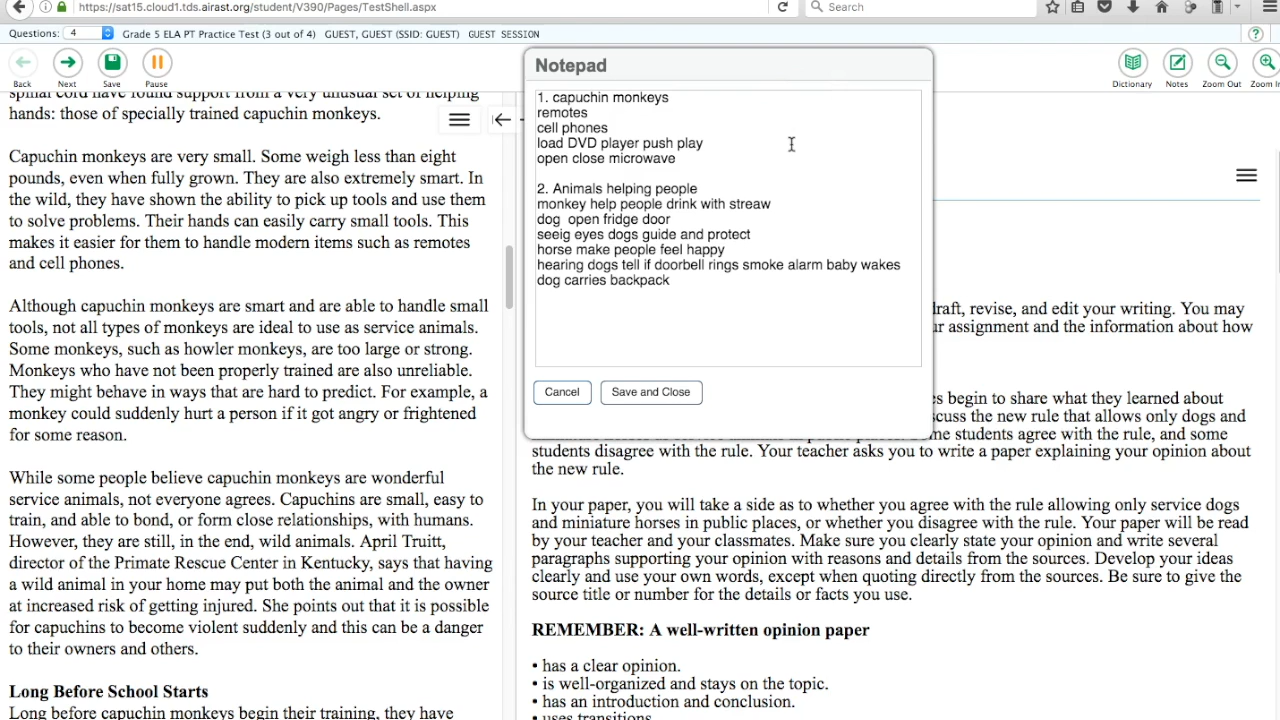 https://sat15.cloud1.tds.airast.org/student/V390/Pages/TestShell.aspx
Search
Questions: 4 Grade 5 ELA PT Practice Test (3 out of 4) GUEST, GUEST (SSID: GUEST) GUEST SESSION
Back Next Save Pause
Dictionary Notes Zoom Out Zoom In
spinal cord have found support from a very unusual set of helping
hands: those of specially trained capuchin monkeys.
Capuchin monkeys are very small. Some weigh less than eight
pounds, even when fully grown. They are also extremely smart. In
the wild, they have shown the ability to pick up tools and use them
to solve problems. Their hands can easily carry small tools. This
makes it easier for them to handle modern items such as remotes
and cell phones.
Although capuchin monkeys are smart and are able to handle small
tools, not all types of monkeys are ideal to use as service animals.
Some monkeys, such as howler monkeys, are too large or strong.
Monkeys who have not been properly trained are also unreliable.
They might behave in ways that are hard to predict. For example, a
monkey could suddenly hurt a person if it got angry or frightened
for some reason.
While some people believe capuchin monkeys are wonderful
service animals, not everyone agrees. Capuchins are small, easy to
train, and able to bond, or form close relationships, with humans.
However, they are still, in the end, wild animals. April Truitt,
director of the Primate Rescue Center in Kentucky, says that having
a wild animal in your home may put both the animal and the owner
at increased risk of getting injured. She points out that it is possible
for capuchins to become violent suddenly and this can be a danger
to their owners and others.
Long Before School Starts
Long before capuchin monkeys begin their training, they have
Notepad
1. capuchin monkeys
remotes
cell phones
load DVD player push play
open close microwave
2. Animals helping people
monkey help people drink with streaw
dog open fridge door
seeig eyes dogs guide and protect
horse make people feel happy
hearing dogs tell if doorbell rings smoke alarm baby wakes
dog carries backpack
Cancel Save and Close
draft, revise, and edit your writing. You may
ur assignment and the information about how
s begin to share what they learned about
cuss the new rule that allows only dogs and
me students agree with the rule, and some
students disagree with the rule. Your teacher asks you to write a paper explaining your opinion about
the new rule.
In your paper, you will take a side as to whether you agree with the rule allowing only service dogs
and miniature horses in public places, or whether you disagree with the rule. Your paper will be read
by your teacher and your classmates. Make sure you clearly state your opinion and write several
paragraphs supporting your opinion with reasons and details from the sources. Develop your ideas
clearly and use your own words, except when quoting directly from the sources. Be sure to give the
source title or number for the details or facts you use.
REMEMBER: A well-written opinion paper
• has a clear opinion.
• is well-organized and stays on the topic.
• has an introduction and conclusion.
• uses transitions.